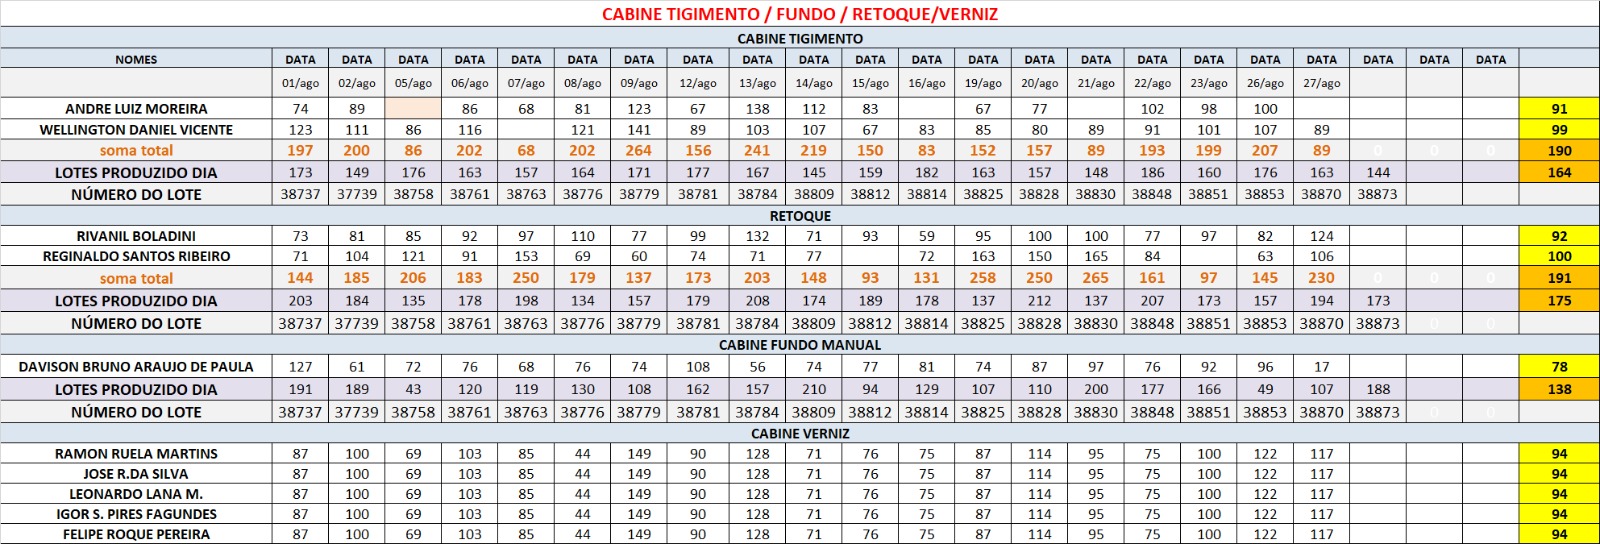 CABINE TIGIMENTO / FUNDO / RETOQUE/VERNIZ
CABINE TIGIMENTO
NOMES DATA DATA DATA DATA DATA DATA DATA DATA DATA DATA DATA DATA DATA DATA DATA DATA DATA DATA DATA DATA DATA DATA
01/ago 02/ago 05/ago 06/ago 07/ago 08/ago 09/ago 12/ago 13/ago 14/ago 15/ago 16/ago 19/ago 20/ago 21/ago 22/ago 23/ago 26/ago 27/ago
ANDRE LUIZ MOREIRA 74 89 86 68 81 123 67 138 112 83 67 77 102 98 100 91
WELLINGTON DANIEL VICENTE 123 111 86 116 121 141 89 103 107 67 83 85 80 89 91 101 107 89 99
soma total 197 200 86 202 68 202 264 156 241 219 150 83 152 157 89 193 199 207 89 0 0 0 190
LOTES PRODUZIDO DIA 173 149 176 163 157 164 171 177 167 145 159 182 163 157 148 186 160 176 163 144 164
NÚMERO DO LOTE 38737 37739 38758 38761 38763 38776 38779 38781 38784 38809 38812 38814 38825 38828 38830 38848 38851 38853 38870 38873
RETOQUE
RIVANIL BOLADINI 73 81 85 92 97 110 77 99 132 71 93 59 95 100 100 77 97 82 124 92
REGINALDO SANTOS RIBEIRO 71 104 121 91 153 69 60 74 71 77 72 163 150 165 84 63 106 100
soma total 144 185 206 183 250 179 137 173 203 148 93 131 258 250 265 161 97 145 230 0 0 0 191
LOTES PRODUZIDO DIA 203 184 135 178 198 134 157 179 208 174 189 178 137 212 137 207 173 157 194 173 175
NÚMERO DO LOTE 38737 37739 38758 38761 38763 38776 38779 38781 38784 38809 38812 38814 38825 38828 38830 38848 38851 38853 38870 38873 0 0
CABINE FUNDO MANUAL
DAVISON BRUNO ARAUJO DE PAULA 127 61 72 76 68 76 74 108 56 74 77 81 74 87 97 76 92 96 17 78
LOTES PRODUZIDO DIA 191 189 43 120 119 130 108 162 157 210 94 129 107 110 200 177 166 49 107 188 138
NÚMERO DO LOTE 38737 37739 38758 38761 38763 38776 38779 38781 38784 38809 38812 38814 38825 38828 38830 38848 38851 38853 38870 38873 0 0
CABINE VERNIZ
RAMON RUELA MARTINS 87 100 69 103 85 44 149 90 128 71 76 75 87 114 95 75 100 122 117 94
JOSE R.DA SILVA 87 100 69 103 85 44 149 90 128 71 76 75 87 114 95 75 100 122 117 94
LEONARDO LANA M. 87 100 69 103 85 44 149 90 128 71 76 75 87 114 95 75 100 122 117 94
IGOR S. PIRES FAGUNDES 87 100 69 103 85 44 149 90 128 71 76 75 87 114 95 75 100 122 117 94
FELIPE ROQUE PEREIRA 87 100 69 103 85 44 149 90 128 71 76 75 87 114 95 75 100 122 117 94